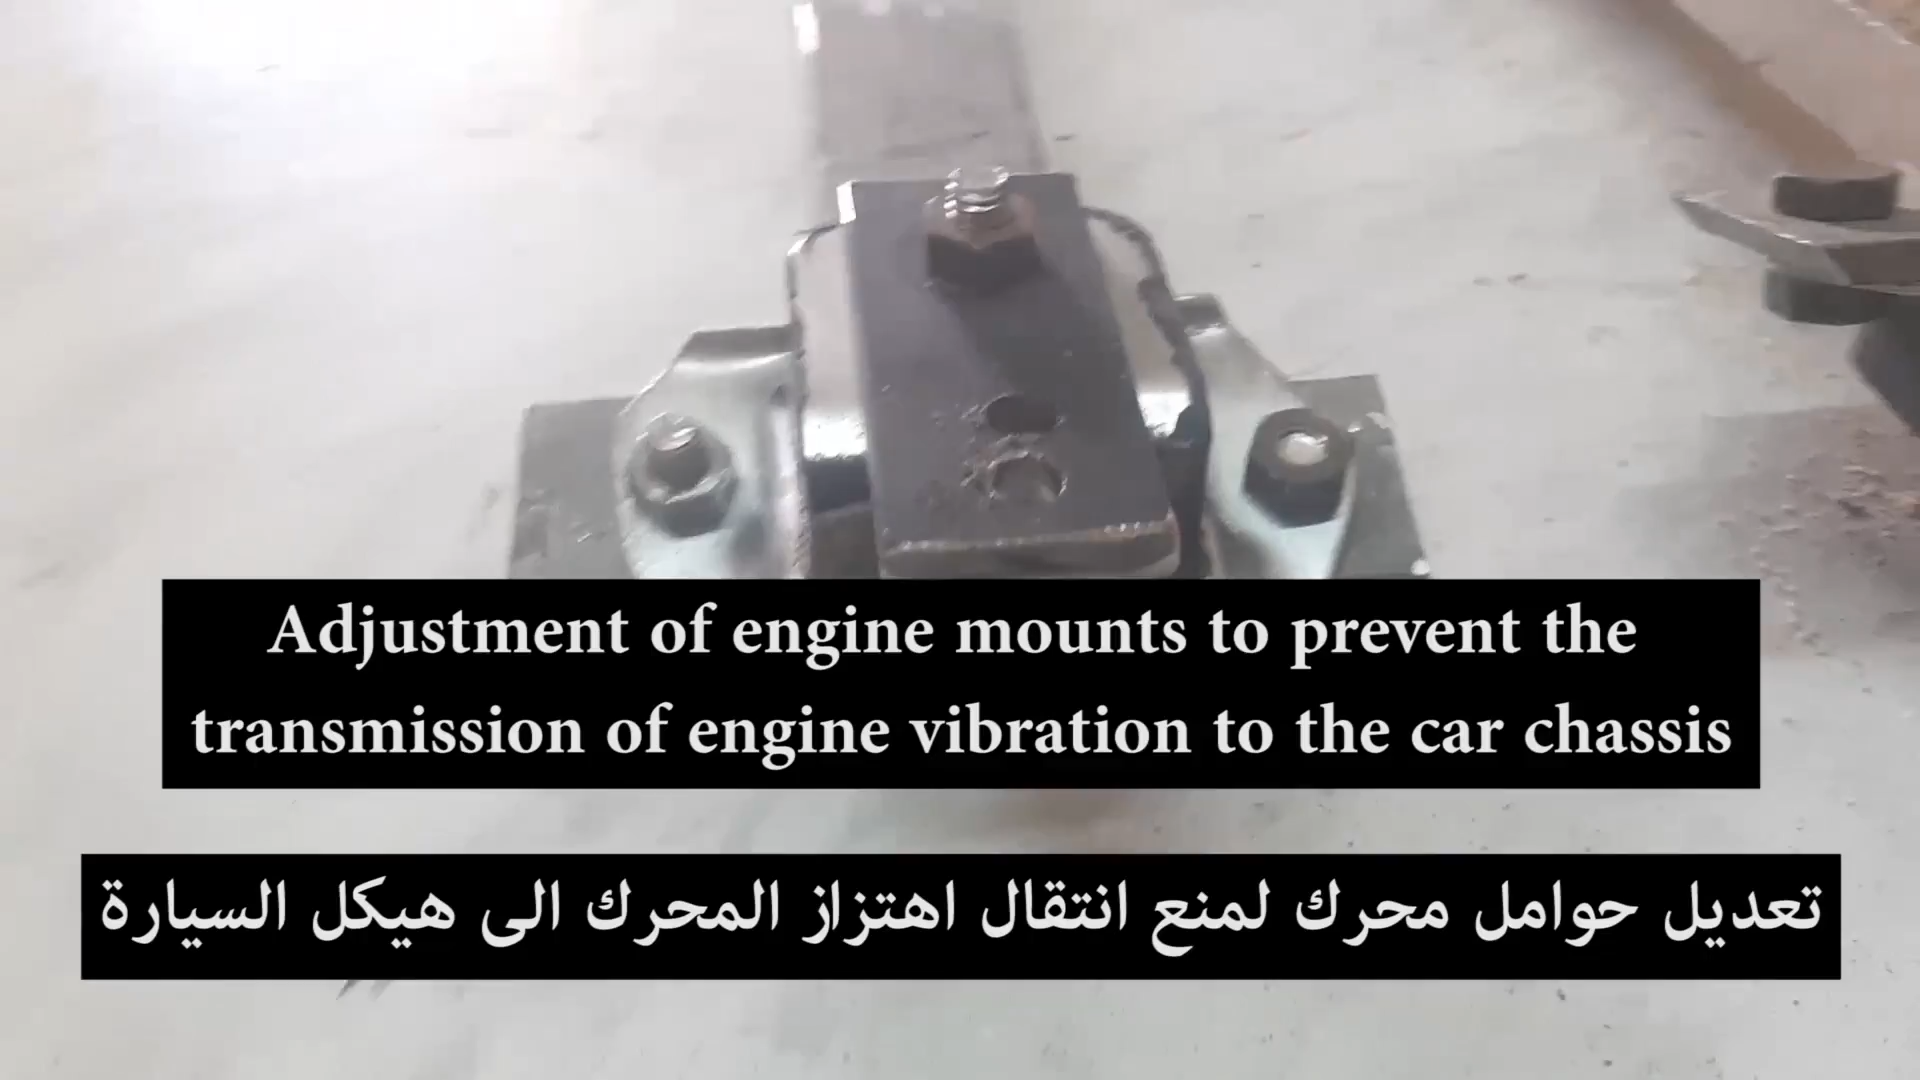 Adjustment of engine mounts to prevent the
transmission of engine vibration to the car chassis
تعديل حوامل محرك لمنع انتقال اهتزاز المحرك الى هيكل السيارة